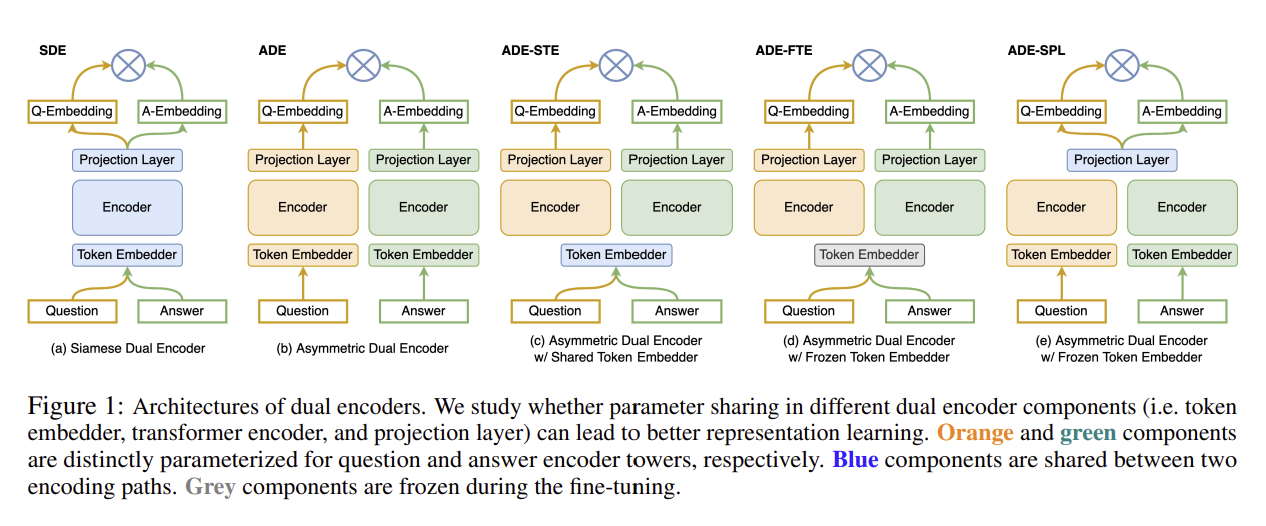 SDE
Q-Embedding A-Embedding
Projection Layer
Encoder
Token Embedder
Question Answer
(a) Siamese Dual Encoder
ADE
Q-Embedding A-Embedding
Projection Layer Projection Layer
Encoder Encoder
Token Embedder Token Embedder
Question Answer
(b) Asymmetric Dual Encoder
ADE-STE
Q-Embedding A-Embedding
Projection Layer Projection Layer
Encoder Encoder
Token Embedder
Question Answer
(c) Asymmetric Dual Encoder
w/ Shared Token Embedder
ADE-FTE
Q-Embedding A-Embedding
Projection Layer Projection Layer
Encoder Encoder
Token Embedder
Question Answer
(d) Asymmetric Dual Encoder
w/ Frozen Token Embedder
ADE-SPL
Q-Embedding A-Embedding
Projection Layer
Encoder Encoder
Token Embedder Token Embedder
Question Answer
(e) Asymmetric Dual Encoder
w/ Frozen Token Embedder
Figure 1: Architectures of dual encoders. We study whether parameter sharing in different dual encoder components (i.e. token
embedder, transformer encoder, and projection layer) can lead to better representation learning. Orange and green components
are distinctly parameterized for question and answer encoder towers, respectively. Blue components are shared between two
encoding paths. Grey components are frozen during the fine-tuning.